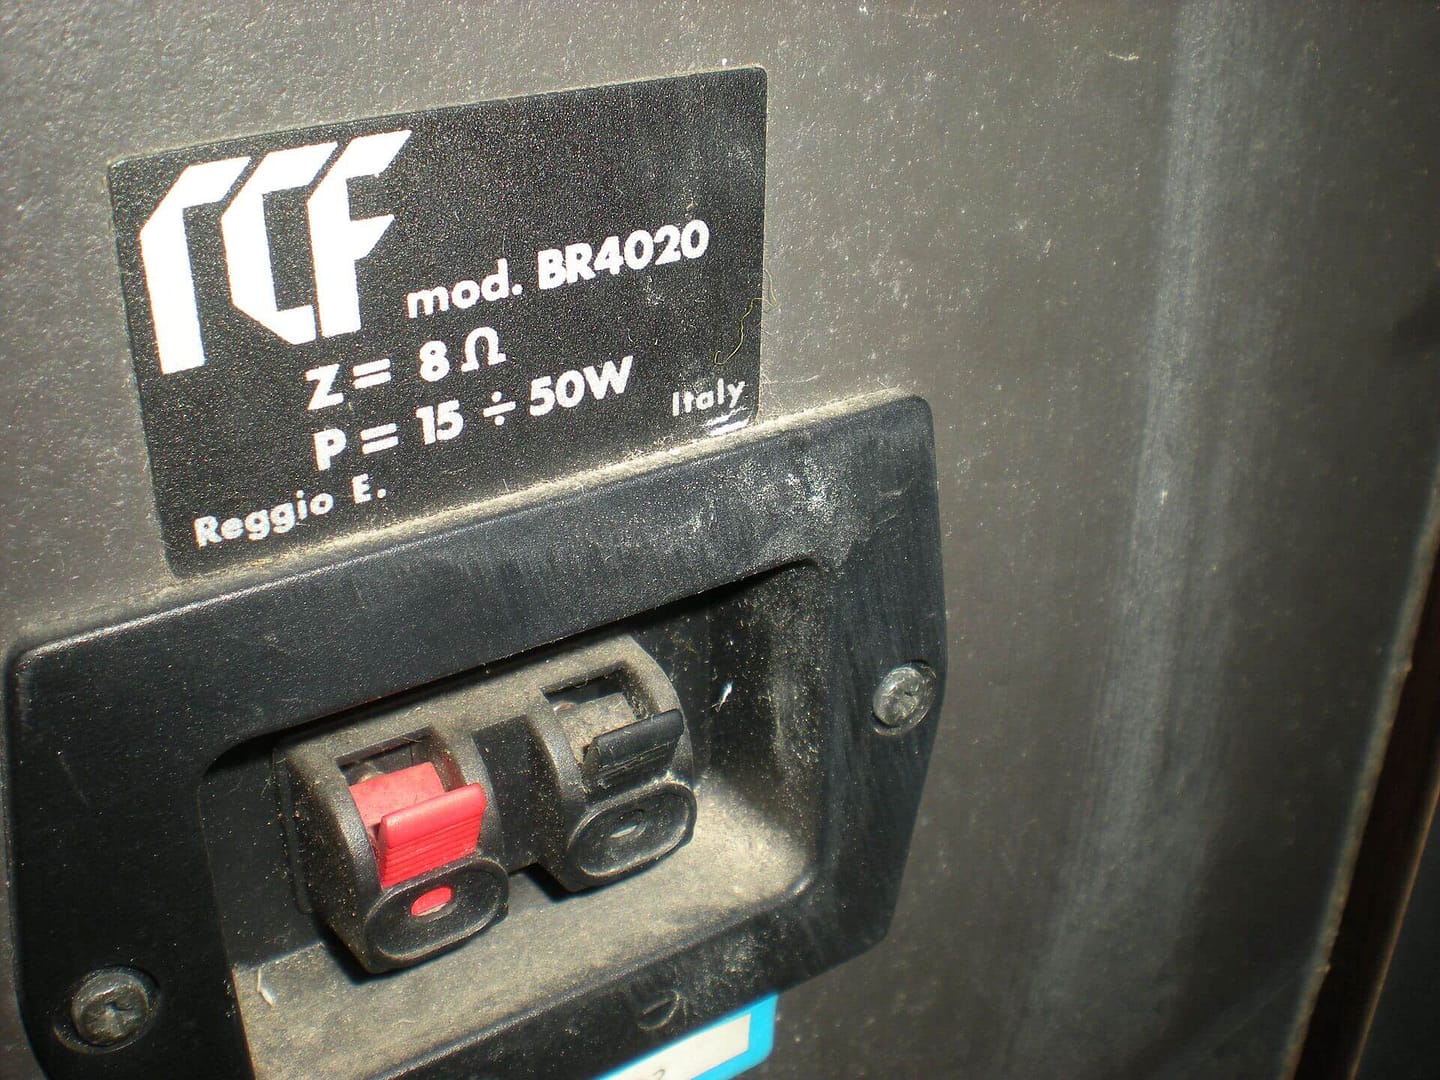 rCF
mod. BR4020
Z = 8 Ω
P = 15 ÷ 50W
Reggio E.
Italy